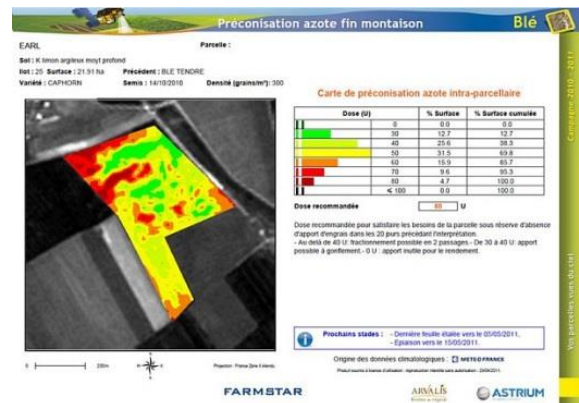 Préconisation azote fin montaison
Blé
EARL
Parcelle :
Sol : K limon argileux moyt profond
Ilot : 25 Surface : 21.91 ha Précédent : BLE TENDRE
Variété : CAPHORN Semis : 14/10/2010 Densité (grains/m²): 300
Carte de préconisation azote intra-parcellaire
Dose (U) % Surface % Surface cumulée
0 0.0 0.0
30 12.7 12.7
40 25.6 38.3
50 31.5 69.8
60 15.9 85.7
70 9.6 95.3
80 4.7 100.0
≤ 100 0.0 100.0
Dose recommandée U
Dose recommandée pour satisfaire les besoins de la parcelle sous réserve d'absence
d'apport d'engrais dans les 20 jours précédant l'interprétation.
- Au delà de 40 U: fractionnement possible en 2 passages - De 30 à 40 U: apport
possible à gonflement - 0 U : apport inutile pour le rendement.
Prochains stades : - Dernière feuille étalée vers le 05/05/2011,
- Epiaison vers le 15/05/2011.
Origine des données climatologiques : METEO FRANCE
200m
FARMSTAR
ARVALIS
ASTRIUM
Campagne 2010 - 2011
Vos parcelles vues du ciel